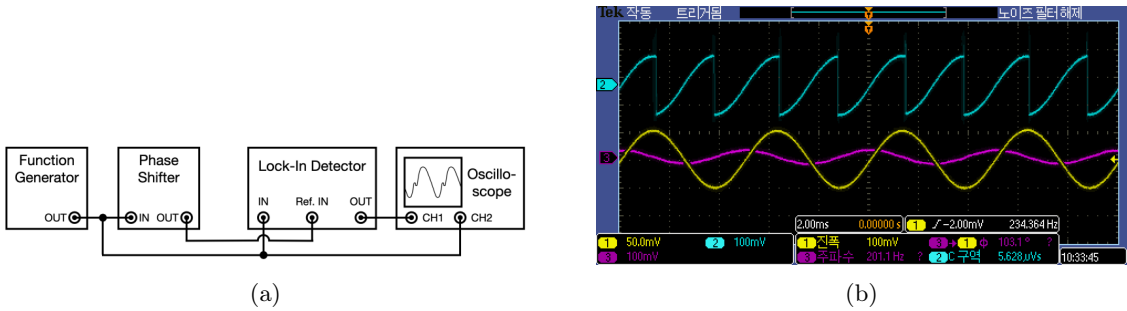 Function
Generator
OUT
Phase
Shifter
IN OUT
Lock-In Detector
IN Ref. IN OUT
Oscillo-
scope
CH1 CH2
(a)
Tek 작동 트리거됨 노이즈 필터 해제
2
3
2.00ms 0.00000 s
1 -2.00mV 234.364 Hz
1 50.0mV 2 100mV
3 100mV
1 진폭 100mV 3 → 1 ϕ 103.1 ° ?
3 주파수 201.1 Hz ? 2 C 구역 5.628µVs
10:33:45
(b)